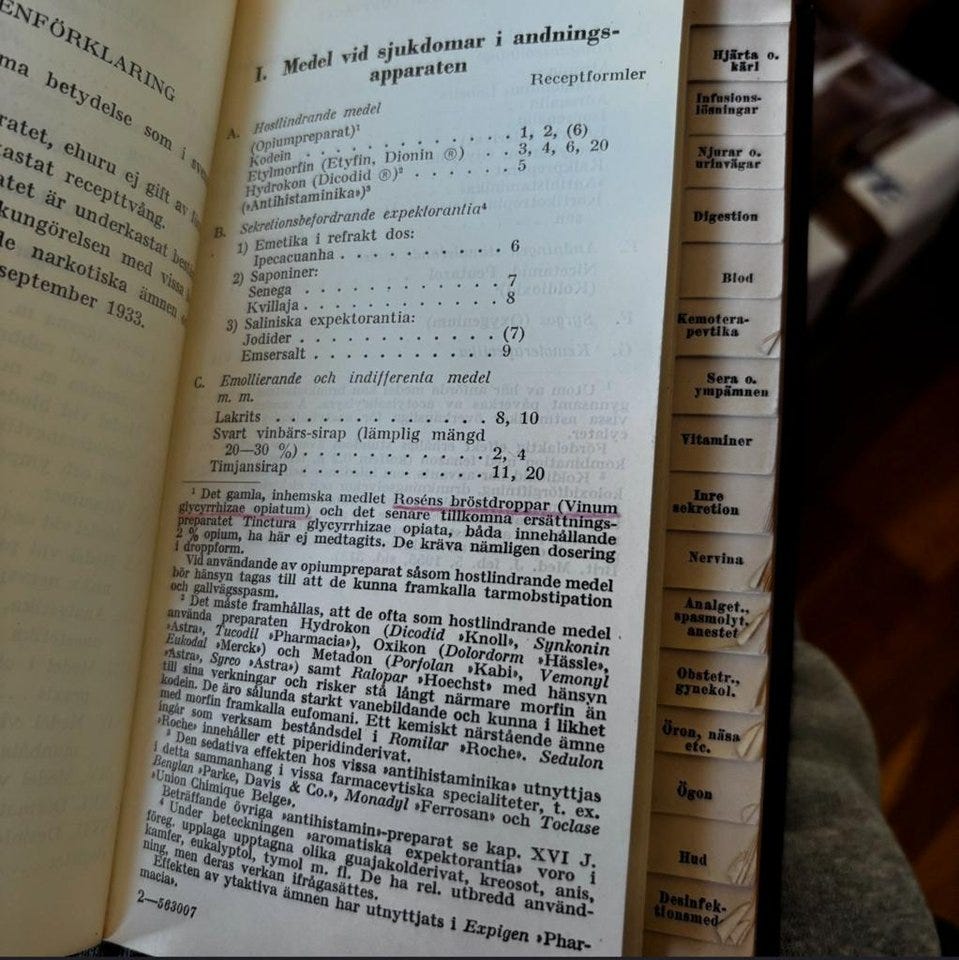 ENFÖRKLARING
ma betydelse som i
ratet, ehuru ej gift av
kastat recepttvång.
atet är underkastat
kungörelsen med vissa
de narkotiska ämnen
september 1933.
I. Medel vid sjukdomar i andnings-
apparaten
Receptformler
A. Hostlindrande medel
(Opiumpreparat)¹
Kodein . . . . . . . . . . . . 1, 2, (6)
Etylmorfin (Etyfin, Dionin ®) . . 3, 4, 6, 20
Hydrokon (Dicodid ®)² . . . . . . 5
(»Antihistaminika»)³
B. Sekretionsbefordrande expektorantia⁴
1) Emetika i refrakt dos:
Ipecacuanha . . . . . . . . . . 6
2) Saponiner:
Senega . . . . . . . . . . . . 7
Kvillaja . . . . . . . . . . . . 8
3) Saliniska expektorantia:
Jodider . . . . . . . . . . . . (7)
Emsersalt . . . . . . . . . . . 9
C. Emollierande och indifferenta medel
m. m.
Lakrits . . . . . . . . . . . . 8, 10
Svart vinbärs-sirap (lämplig mängd
20—30 %) . . . . . . . . . . . 2, 4
Timjansirap . . . . . . . . . . 11, 20
¹ Det gamla, inhemska medlet Roséns bröstdroppar (Vinum
glycyrrhizae opiatum) och det senare tillkomna ersättnings-
preparatet Tinctura glycyrrhizae opiata, båda innehållande
2 % opium, ha här ej medtagits. De kräva nämligen dosering
i droppform.
Vid användande av opiumpreparat såsom hostlindrande medel
bör hänsyn tagas till att de kunna framkalla tarmobstipation
och gallvägsspasm.
² Det måste framhållas, att de ofta som hostlindrande medel
använda preparaten Hydrokon (Dicodid »Knoll», Synkonin
»Astra», Tucodil »Pharmacia»), Oxikon (Dolordorm »Hässle»,
Eukodal »Merck») och Metadon (Porfolan »Kabi», Vemonyl
»Astra», Syrco »Astra») samt Ralopar »Hoechst» med hänsyn
till sina verkningar och risker stå långt närmare morfin än
kodein. De äro sålunda starkt vanebildande och kunna i likhet
med morfin framkalla eufomani. Ett kemiskt närstående ämne
ingår som verksam beståndsdel i Romilar »Roche». Sedulon
»Roche» innehåller ett piperidinderivat.
³ Den sedativa effekten hos vissa »antihistaminika» utnyttjas
i detta sammanhang i vissa farmacevtiska specialiteter, t. ex.
Benylan »Parke, Davis & Co.», Monadyl »Ferrosan» och Toclase
»Union Chimique Belge».
Beträffande övriga »antihistamin»-preparat se kap. XVI J.
⁴ Under beteckningen »aromatiska expektorantia» voro i
föreg. upplaga upptagna olika guajakolderivat, kreosot, anis,
kamfer, eukalyptol, tymol m. fl. De ha rel. utbredd använd-
ning, men deras verkan ifrågasättes.
Effekten av ytaktiva ämnen har utnyttjats i Expigen »Phar-
macia».
2—563007
Hjärta o.
kärl
Infusions-
lösningar
Njurar o.
urinvägar
Digestion
Blod
Kemotera-
pevtika
Sera o.
ympämnen
Vitaminer
Inre
sekretion
Nervina
Analget.,
spasmolyt,
anestet
Obstetr.,
gynekol.
Öron, näsa
etc.
Ögon
Hud
Desinfek-
tionsmed